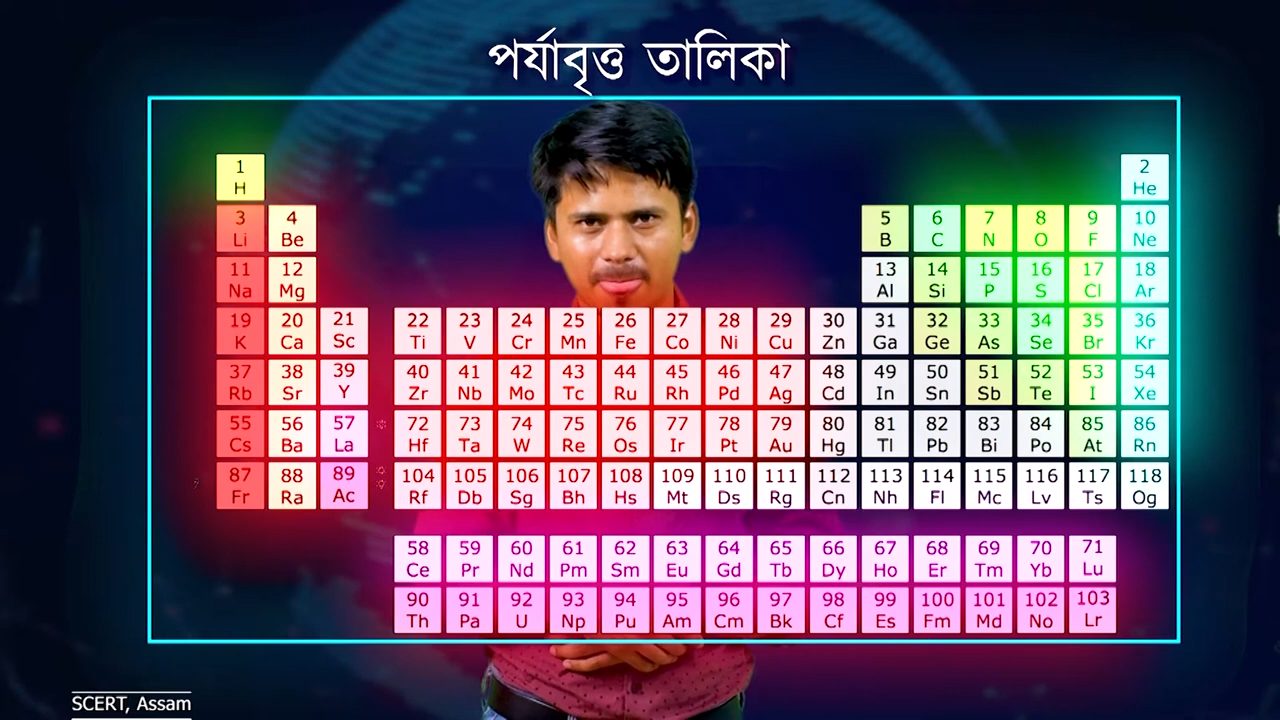 পৰ্যাবৃত্ত তালিকা
1 2
H He
3 4 5 6 7 8 9 10
Li Be B C N O F Ne
11 12 13 14 15 16 17 18
Na Mg Al Si P S Cl Ar
19 20 21 22 23 24 25 26 27 28 29 30 31 32 33 34 35 36
K Ca Sc Ti V Cr Mn Fe Co Ni Cu Zn Ga Ge As Se Br Kr
37 38 39 40 41 42 43 44 45 46 47 48 49 50 51 52 53 54
Rb Sr Y Zr Nb Mo Tc Ru Rh Pd Ag Cd In Sn Sb Te I Xe
55 56 57 72 73 74 75 76 77 78 79 80 81 82 83 84 85 86
Cs Ba La Hf Ta W Re Os Ir Pt Au Hg Tl Pb Bi Po At Rn
87 88 89 104 105 106 107 108 109 110 111 112 113 114 115 116 117 118
Fr Ra Ac Rf Db Sg Bh Hs Mt Ds Rg Cn Nh Fl Mc Lv Ts Og
58 59 60 61 62 63 64 65 66 67 68 69 70 71
Ce Pr Nd Pm Sm Eu Gd Tb Dy Ho Er Tm Yb Lu
90 91 92 93 94 95 96 97 98 99 100 101 102 103
Th Pa U Np Pu Am Cm Bk Cf Es Fm Md No Lr
SCERT, Assam